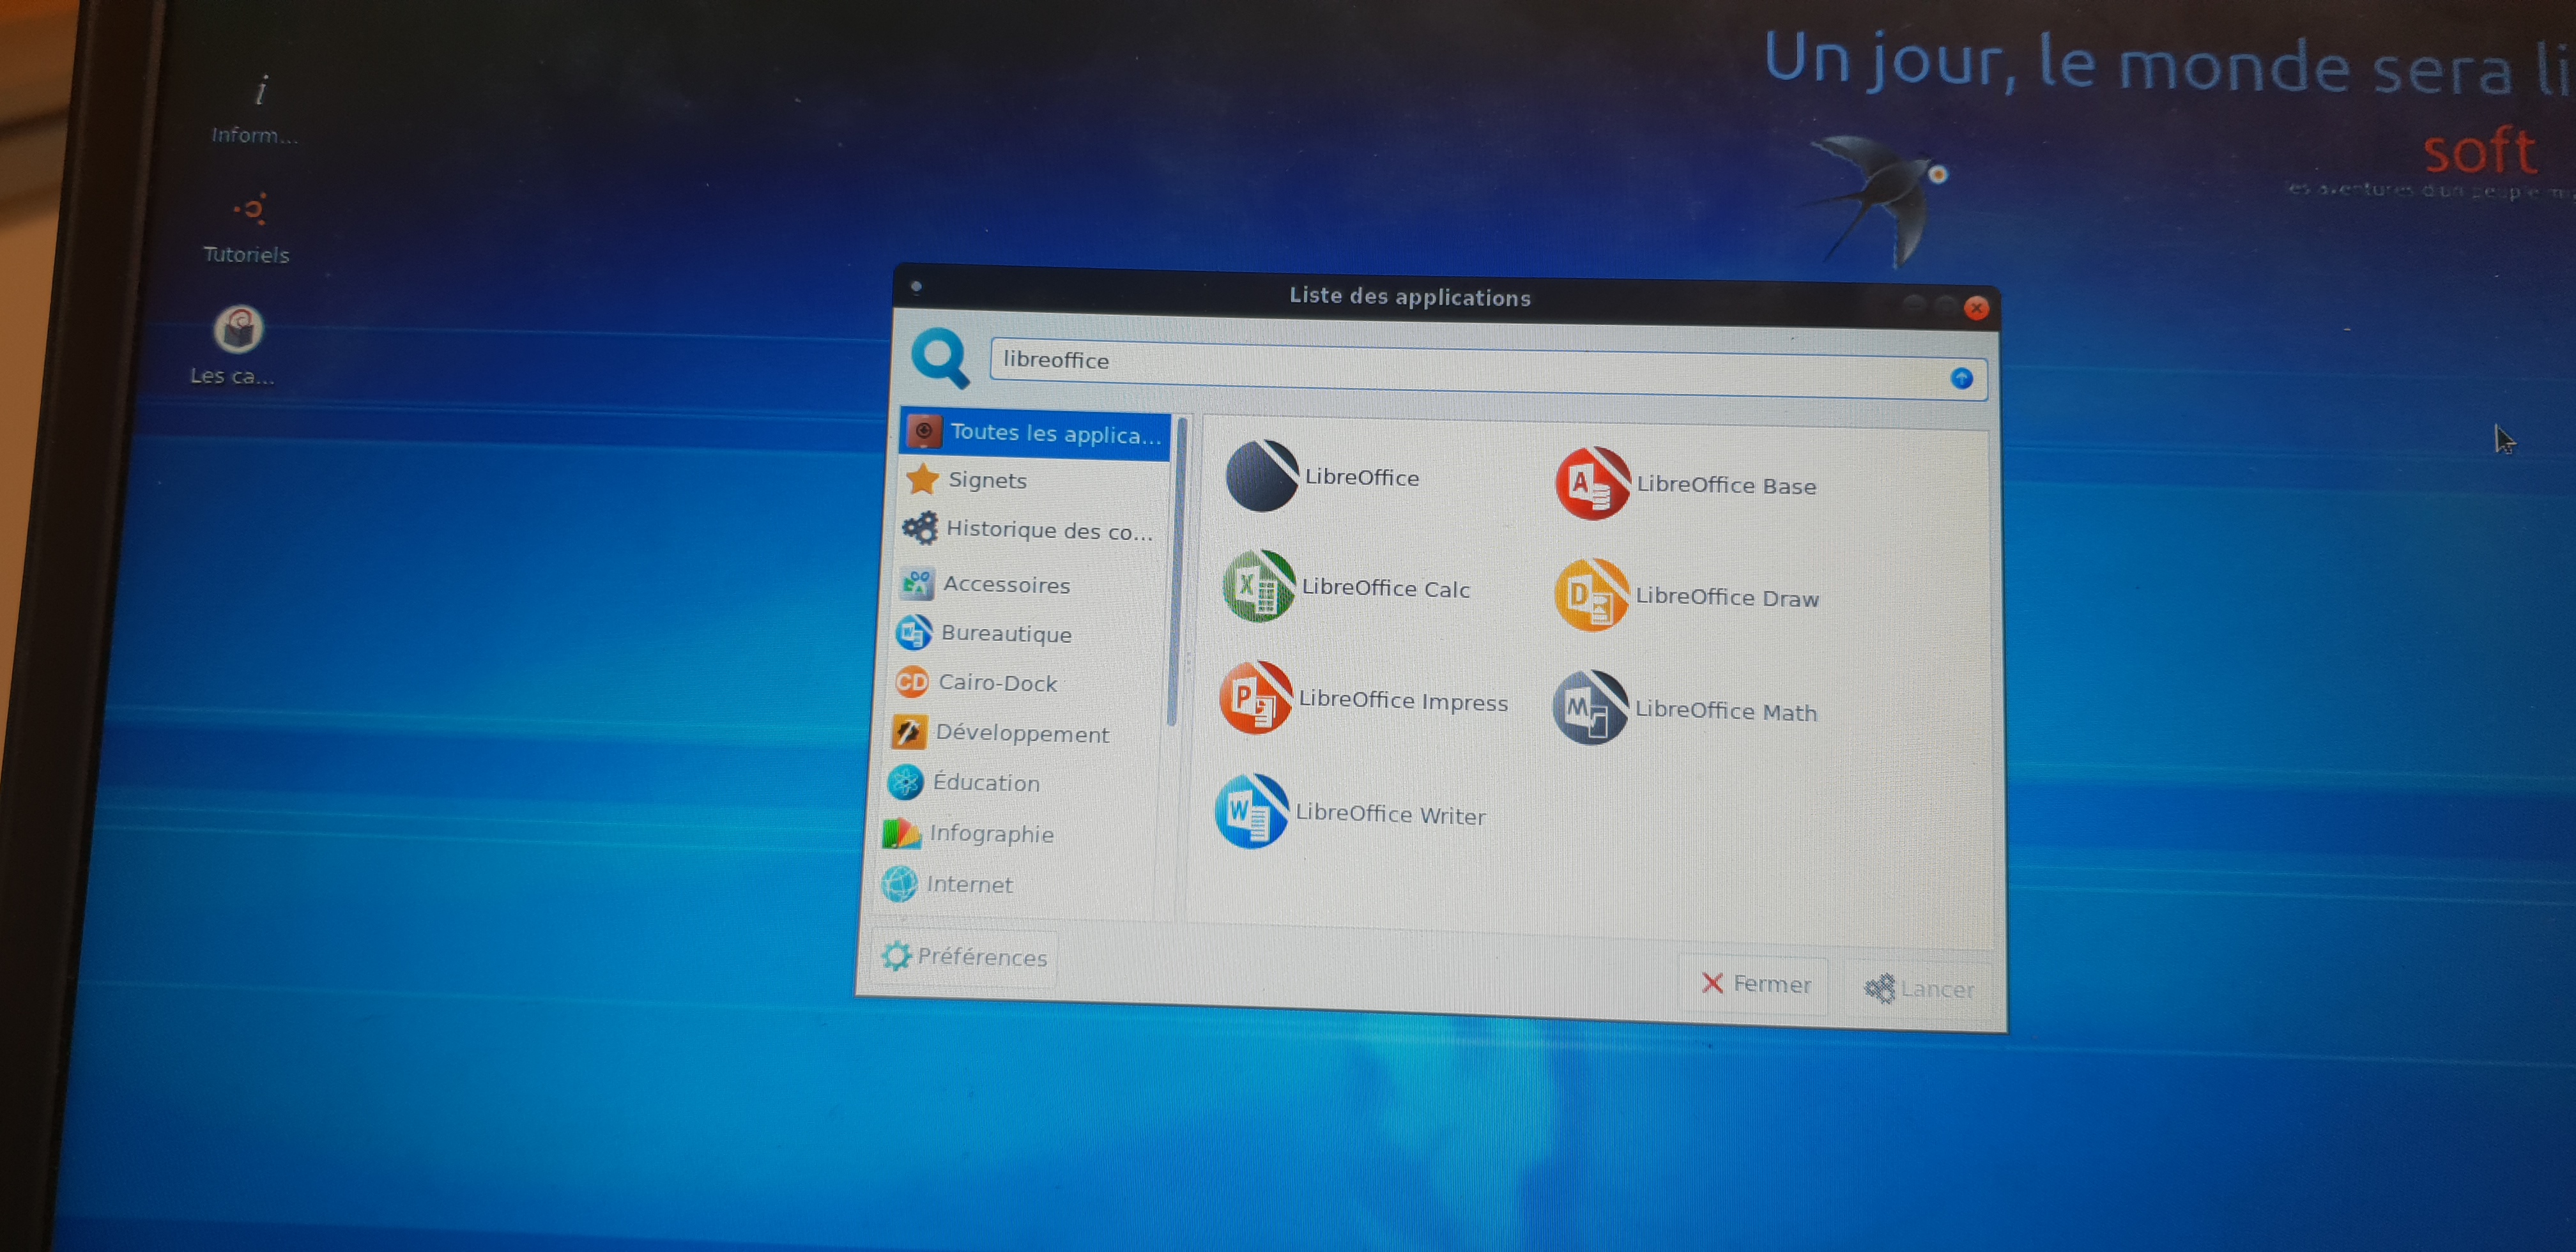 Un jour, le monde sera li
soft
Inform...
Tutoriels
Les ca...
Liste des applications
libreoffice
Toutes les applica...
Signets
Historique des co...
Accessoires
Bureautique
CD Cairo-Dock
Développement
Éducation
Infographie
Internet
LibreOffice
A LibreOffice Base
X LibreOffice Calc
D LibreOffice Draw
P LibreOffice Impress
M LibreOffice Math
W LibreOffice Writer
Préférences
Fermer
Lancer